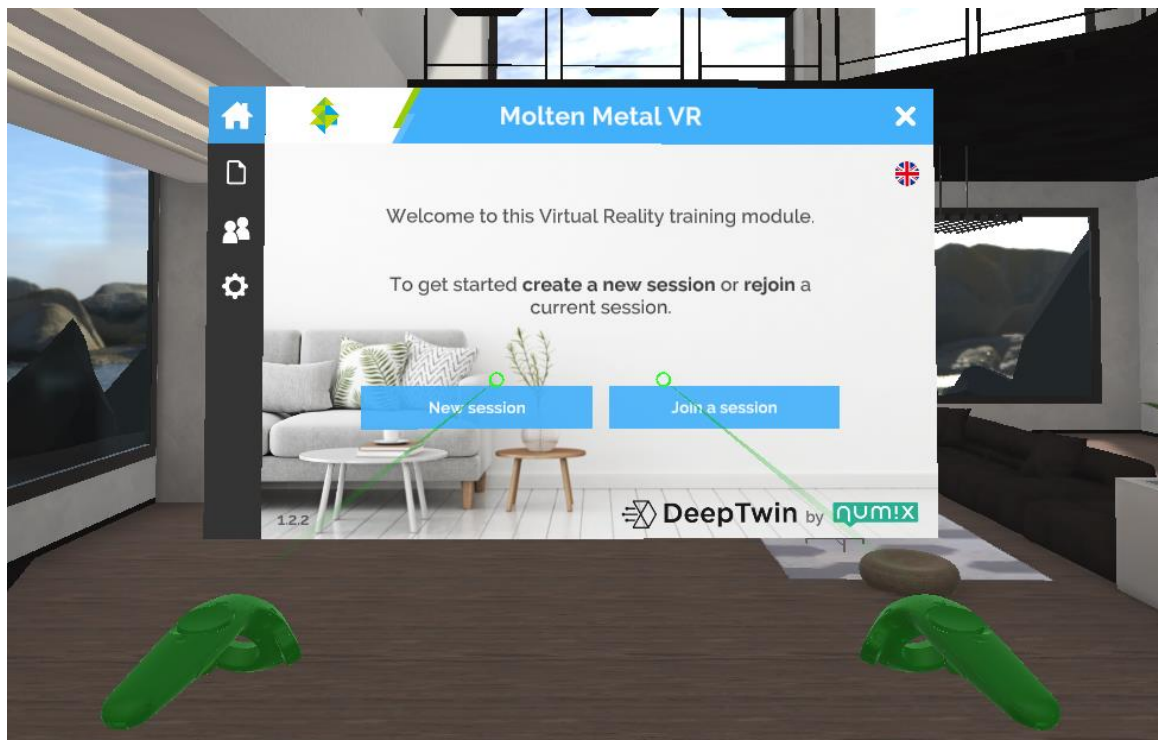 Molten Metal VR
Welcome to this Virtual Reality training module.
To get started create a new session or rejoin a
current session.
New session
Join a session
1.2.2
DeepTwin by numix